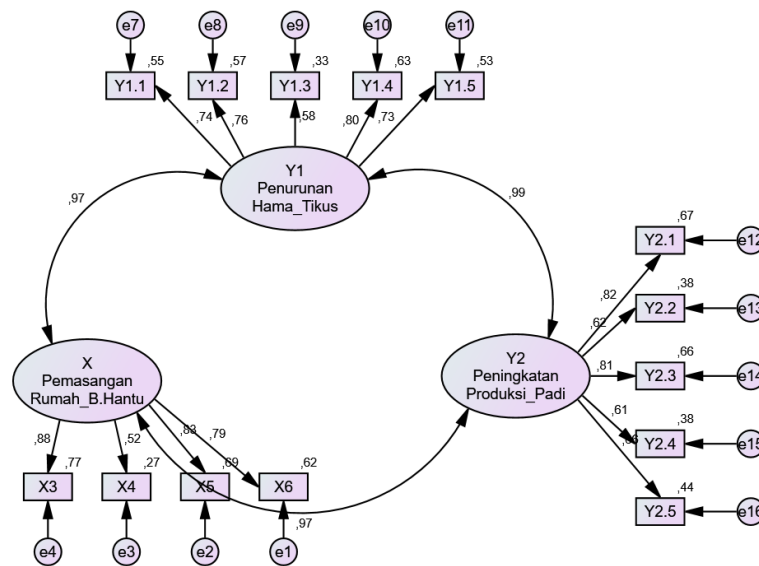 e7 e8 e9 e10 e11
,55 ,57 ,33 ,63 ,53
Y1.1 Y1.2 Y1.3 Y1.4 Y1.5
,74 ,76 ,58 ,80 ,73
Y1
Penurunan
Hama_Tikus
,97 ,99
,67
Y2.1 e12
,82 ,38
,62 Y2.2 e13
,66
,81 Y2.3 e14
Y2
Peningkatan
Produksi_Padi
,61 ,38
Y2.4 e15
,44
Y2.5 e16
X
Pemasangan
Rumah_B.Hantu
,88 ,52 ,83 ,79
,77 ,27 ,69 ,62
X3 X4 X5 X6
,97
e4 e3 e2 e1